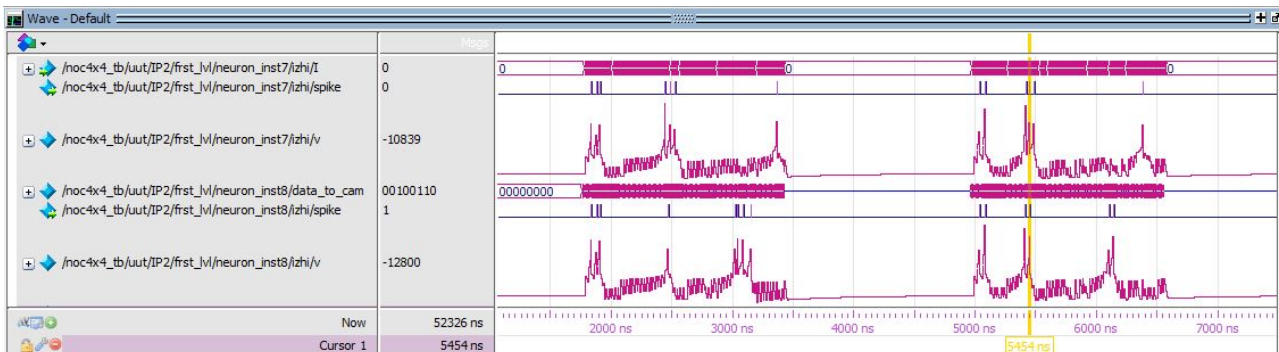 Wave - Default
Msgs
/noc4x4_tb/uut/IP2/frst_lvl/neuron_inst7/izhi/I 0 0 0 0
/noc4x4_tb/uut/IP2/frst_lvl/neuron_inst7/izhi/spike 0
/noc4x4_tb/uut/IP2/frst_lvl/neuron_inst7/izhi/v -10839
/noc4x4_tb/uut/IP2/frst_lvl/neuron_inst8/data_to_cam 00100110 00000000
/noc4x4_tb/uut/IP2/frst_lvl/neuron_inst8/izhi/spike 1
/noc4x4_tb/uut/IP2/frst_lvl/neuron_inst8/izhi/v -12800
Now 52326 ns 2000 ns 3000 ns 4000 ns 5000 ns 6000 ns 7000 ns
Cursor 1 5454 ns 5454 ns